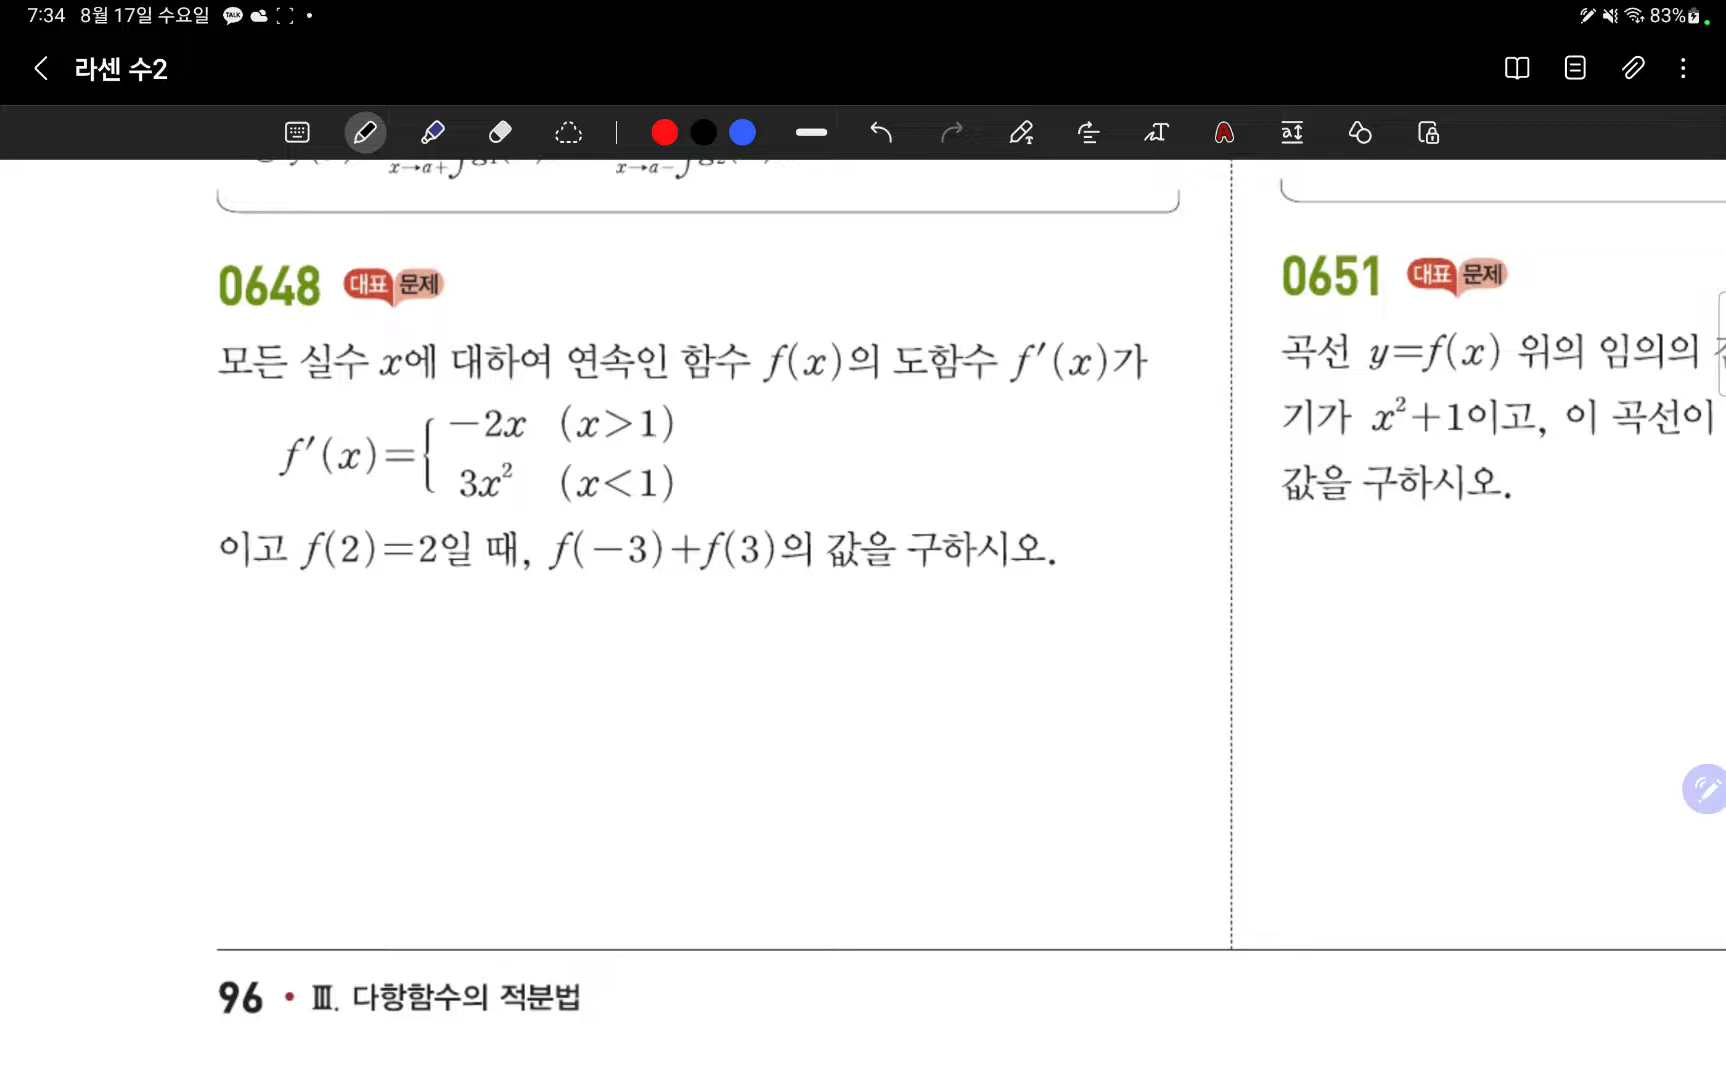 7:34 8월 17일 수요일 TALK 83%
라센 수2
x→a+ x→a−
0648 대표 문제
모든 실수 x에 대하여 연속인 함수 f(x)의 도함수 f′(x)가
f′(x)={ −2x (x>1)
3x² (x<1)
이고 f(2)=2일 때, f(−3)+f(3)의 값을 구하시오.
0651 대표 문제
곡선 y=f(x) 위의 임의의
기가 x²+1이고, 이 곡선이
값을 구하시오.
96 • Ⅲ. 다항함수의 적분법